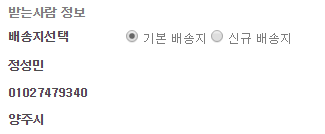 받는사람 정보
배송지선택 기본 배송지 신규 배송지
정성민
01027479340
양주시